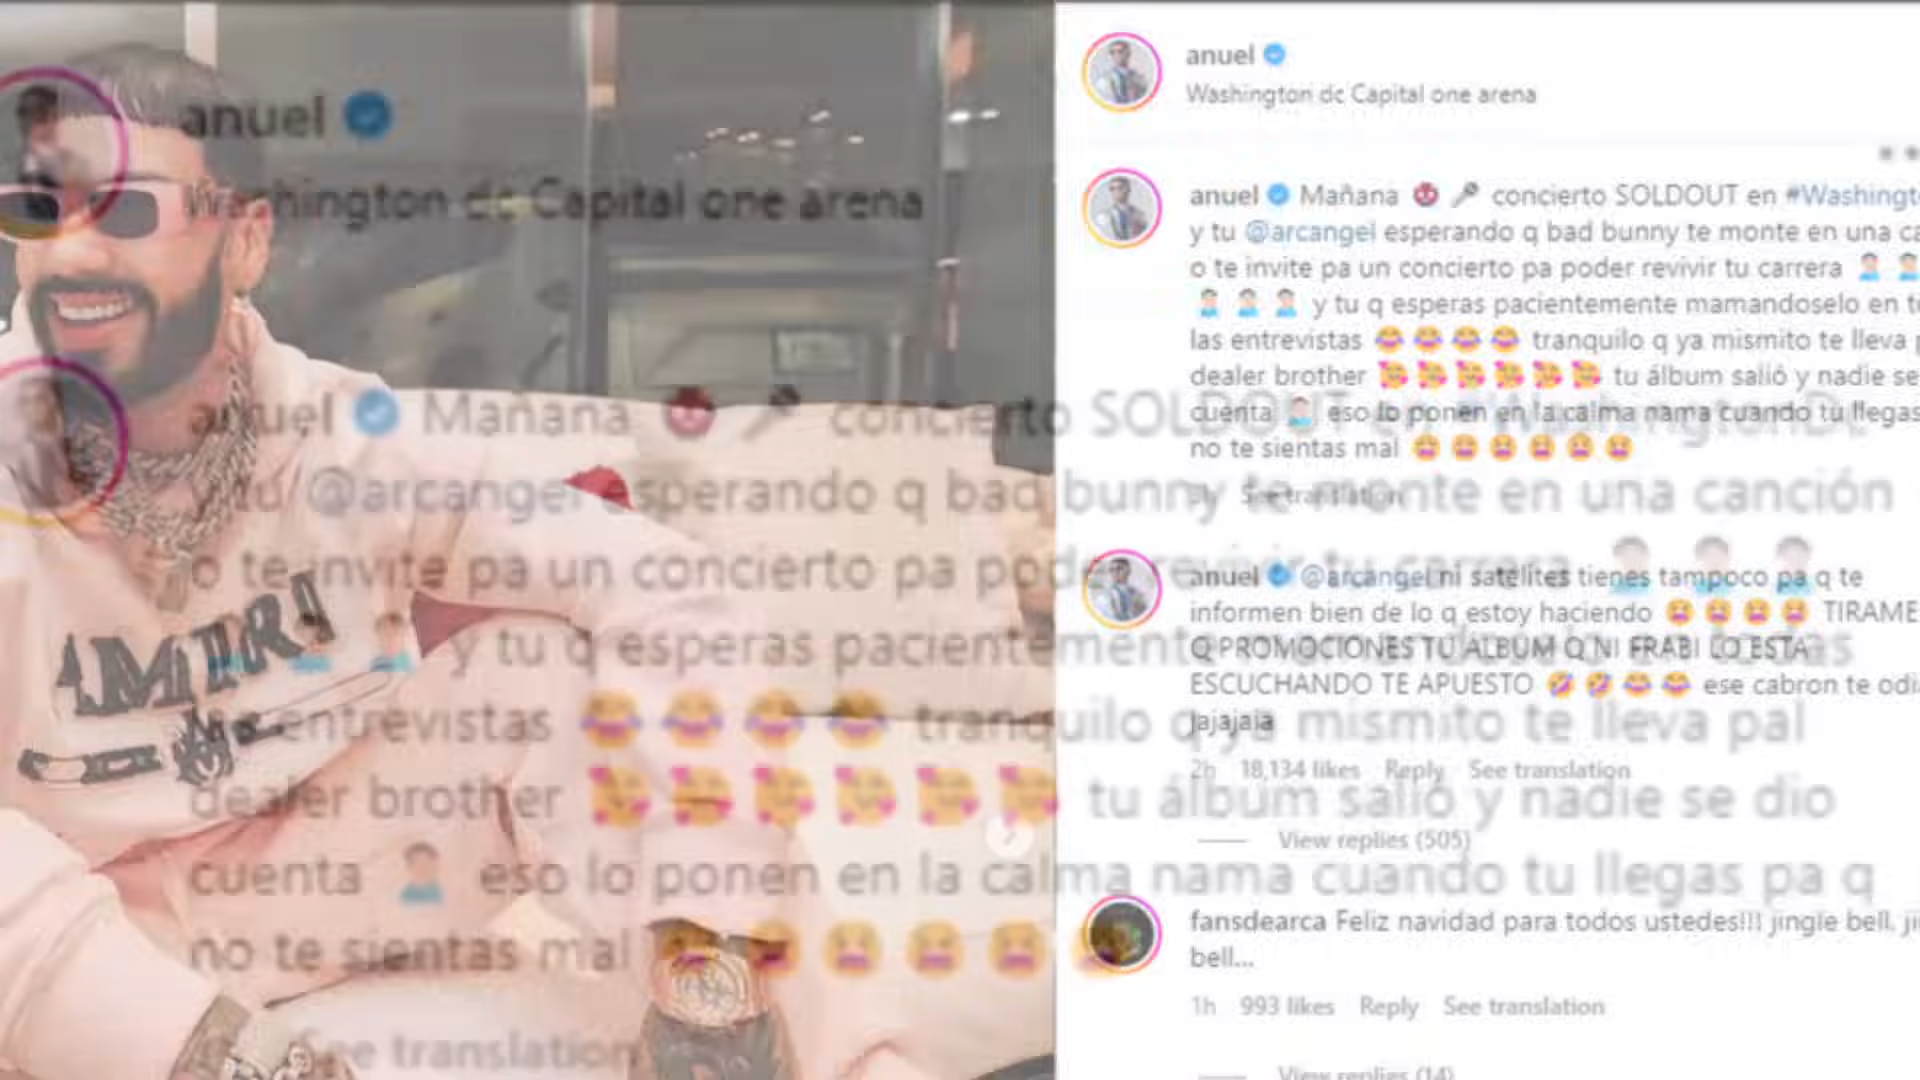 anuel
Washington dc Capital one arena
anuel Mañana 👹 🎤 concierto SOLDOUT en
y tu @arcangel esperando q bad bunny te monte en una canción
o te invite pa un concierto pa poder revivir tu carrera 🤦🏻‍♂️ 🤦🏻‍♂️ 🤦🏻‍♂️
🤦🏻‍♂️ 🤦🏻‍♂️ 🤦🏻‍♂️ y tu q esperas pacientemente
las entrevistas 😂 😂 😂 😂 tranquilo q ya mismito te lleva pal
dealer brother 🥰 🥰 🥰 🥰 🥰 🥰 tu álbum salió y nadie se dio
cuenta 🤦🏻‍♂️ eso lo ponen en la calma nama cuando tu llegas pa q
no te sientas mal 😫 😫 😫 😫 😫 😫
See translation
AMIRI
anuel
Washington dc Capital one arena
anuel Mañana 👹 🎤 concierto SOLDOUT en #Washingt
y tu @arcangel esperando q bad bunny te monte en una ca
o te invite pa un concierto pa poder revivir tu carrera 🤦🏻‍♂️ 🤦🏻‍♂️
🤦🏻‍♂️ 🤦🏻‍♂️ 🤦🏻‍♂️ y tu q esperas pacientemente mamandoselo en
las entrevistas 😂 😂 😂 😂 tranquilo q ya mismito te lleva
dealer brother 🥰 🥰 🥰 🥰 🥰 🥰 tu álbum salió y nadie se
cuenta 🤦🏻‍♂️ eso lo ponen en la calma nama cuando tu llegas
no te sientas mal 😫 😫 😫 😫 😫 😫
See translation
anuel @arcangel ni satelites tienes tampoco pa q te
informen bien de lo q estoy haciendo 😫 😫 😫 😫 TIRAME
Q PROMOCIONES TU ALBUM Q NI FRABI LO ESTA
ESCUCHANDO TE APUESTO 🤣 🤣 😂 😂 ese cabron te odi
Jajajaja
2h 18,134 likes Reply See translation
View replies (505)
fansdearca Feliz navidad para todos ustedes!!! jingle bell, ji
bell...
1h 993 likes Reply See translation
View replies (14)